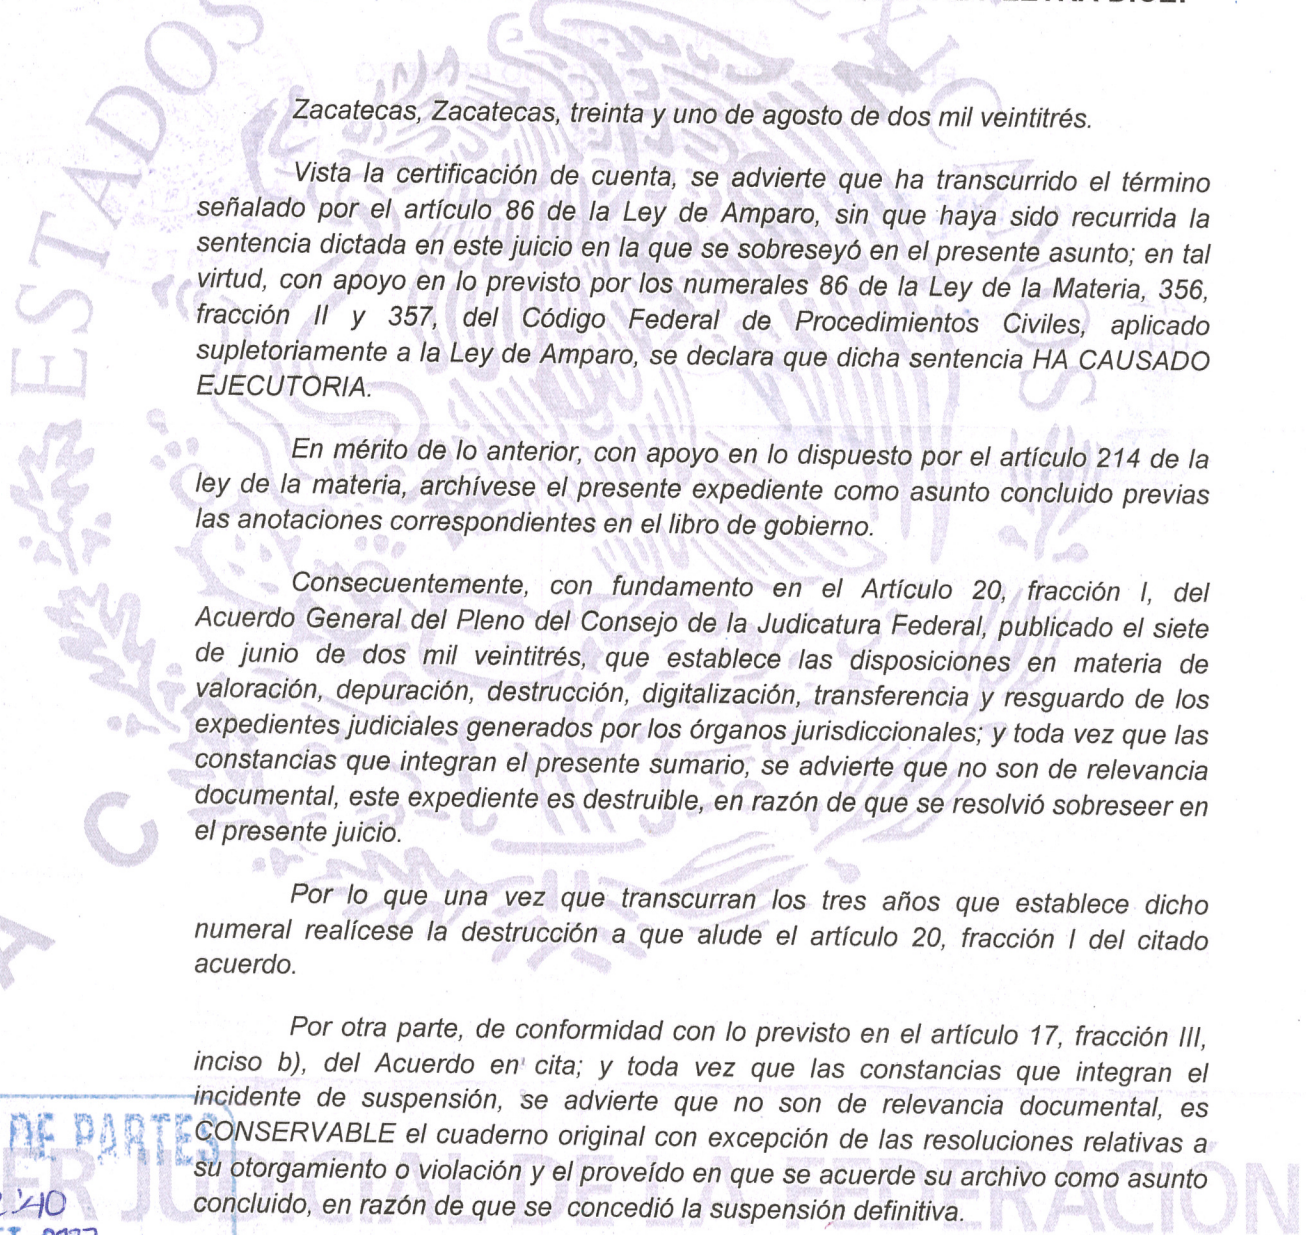 Zacatecas, Zacatecas, treinta y uno de agosto de dos mil veintitrés.
Vista la certificación de cuenta, se advierte que ha transcurrido el término
señalado por el artículo 86 de la Ley de Amparo, sin que haya sido recurrida la
sentencia dictada en este juicio en la que se sobreseyó en el presente asunto; en tal
virtud, con apoyo en lo previsto por los numerales 86 de la Ley de la Materia, 356,
fracción II y 357, del Código Federal de Procedimientos Civiles, aplicado
supletoriamente a la Ley de Amparo, se declara que dicha sentencia HA CAUSADO
EJECUTORIA.
En mérito de lo anterior, con apoyo en lo dispuesto por el artículo 214 de la
ley de la materia, archívese el presente expediente como asunto concluido previas
las anotaciones correspondientes en el libro de gobierno.
Consecuentemente, con fundamento en el Artículo 20, fracción I, del
Acuerdo General del Pleno del Consejo de la Judicatura Federal, publicado el siete
de junio de dos mil veintitrés, que establece las disposiciones en materia de
valoración, depuración, destrucción, digitalización, transferencia y resguardo de los
expedientes judiciales generados por los órganos jurisdiccionales; y toda vez que las
constancias que integran el presente sumario, se advierte que no son de relevancia
documental, este expediente es destruible, en razón de que se resolvió sobreseer en
el presente juicio.
Por lo que una vez que transcurran los tres años que establece dicho
numeral realícese la destrucción a que alude el artículo 20, fracción I del citado
acuerdo.
Por otra parte, de conformidad con lo previsto en el artículo 17, fracción III,
inciso b), del Acuerdo en cita; y toda vez que las constancias que integran el
incidente de suspensión, se advierte que no son de relevancia documental, es
CONSERVABLE el cuaderno original con excepción de las resoluciones relativas a
su otorgamiento o violación y el proveído en que se acuerde su archivo como asunto
concluido, en razón de que se concedió la suspensión definitiva.
DE PARTES
JUDICIAL DE LA FEDERACIÓN
ESTADOS